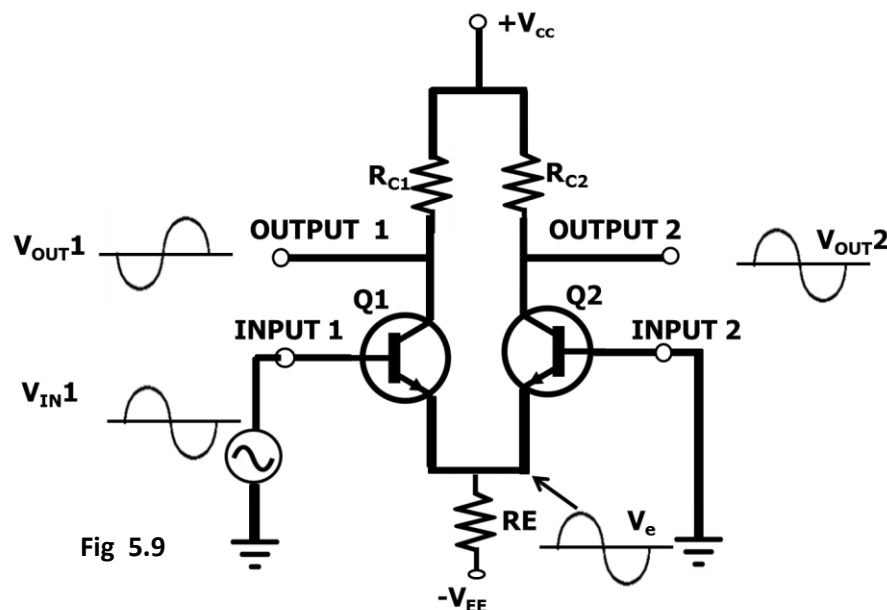 +Vcc
RC1
RC2
OUTPUT 1
OUTPUT 2
VOUT1
VOUT2
Q1
Q2
INPUT 1
INPUT 2
VIN1
RE
Ve
Fig 5.9
-VEE